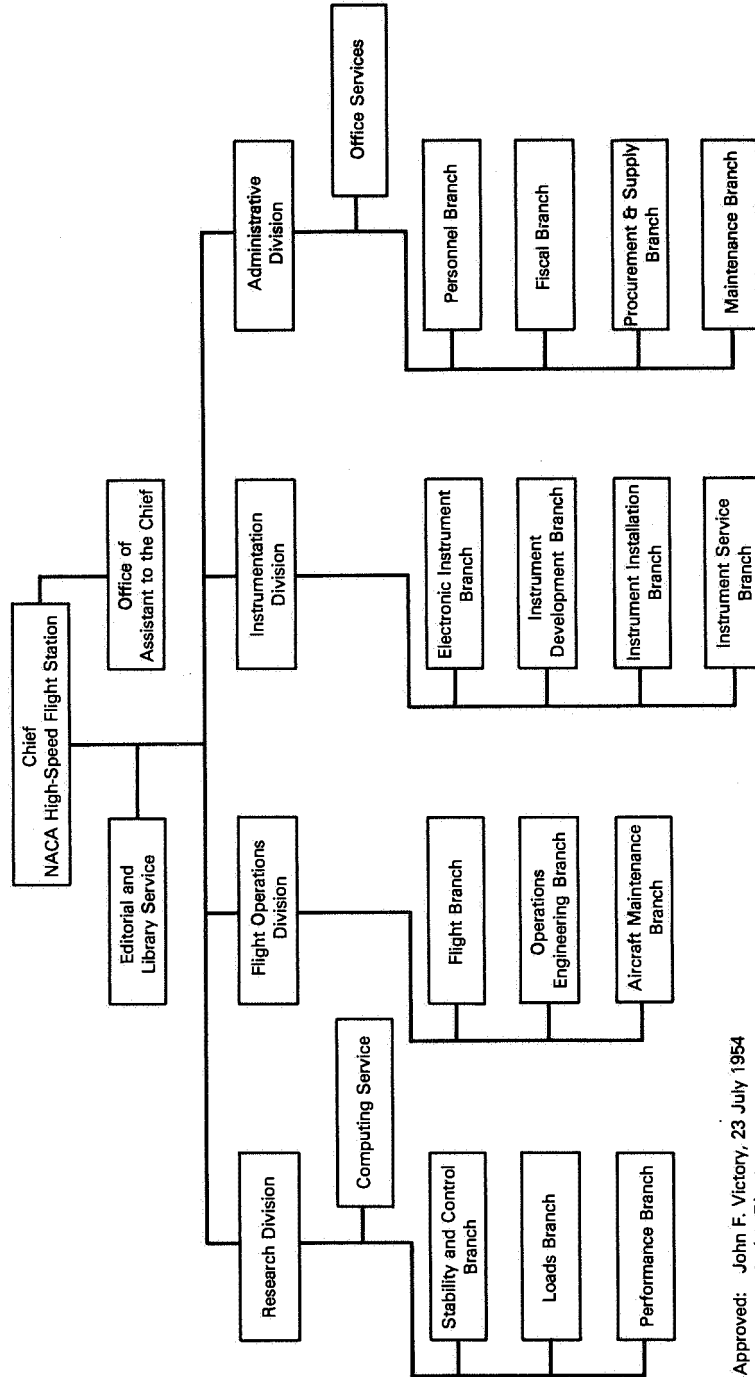 Chief
NACA High-Speed Flight Station
Editorial and
Library Service
Office of
Assistant to the Chief
Research Division
Flight Operations
Division
Instrumentation
Division
Administrative
Division
Computing Service
Office Services
Stability and Control
Branch
Loads Branch
Performance Branch
Flight Branch
Operations
Engineering Branch
Aircraft Maintenance
Branch
Electronic Instrument
Branch
Instrument
Development Branch
Instrument Installation
Branch
Instrument Service
Branch
Personnel Branch
Fiscal Branch
Procurement & Supply
Branch
Maintenance Branch
Approved: John F. Victory, 23 July 1954